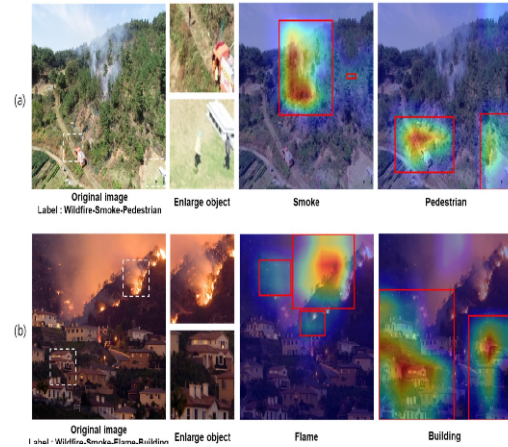 (a)
Original image
Label : Wildfire-Smoke-Pedestrian
Enlarge object
Smoke
Pedestrian
(b)
Original image
Label : Wildfire-Smoke-Flame-Building
Enlarge object
Flame
Building